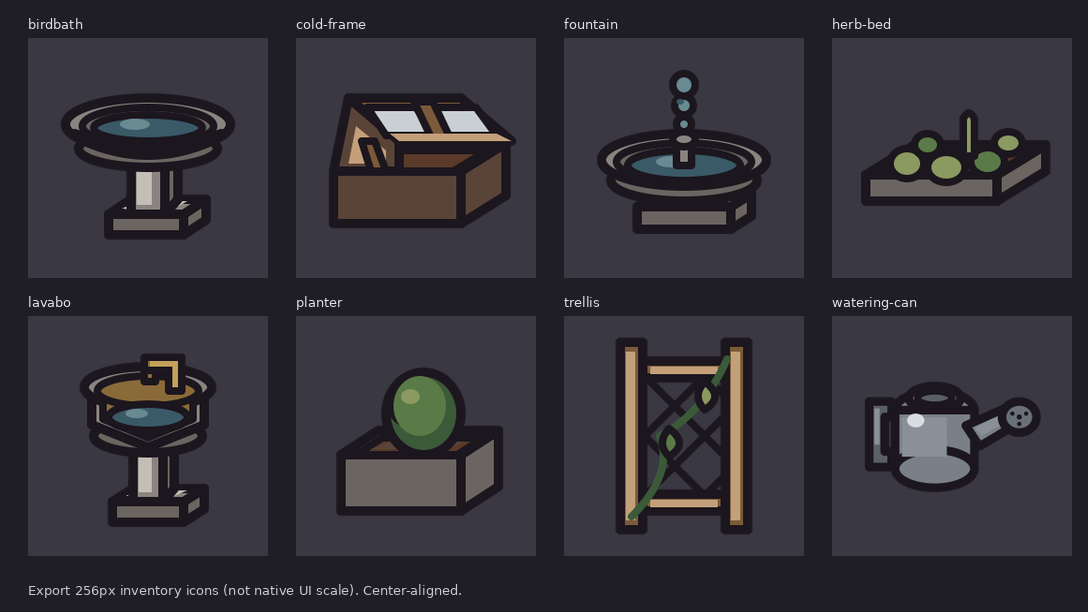 birdbath
cold-frame
fountain
herb-bed
lavabo
planter
trellis
watering-can
Export 256px inventory icons (not native UI scale). Center-aligned.